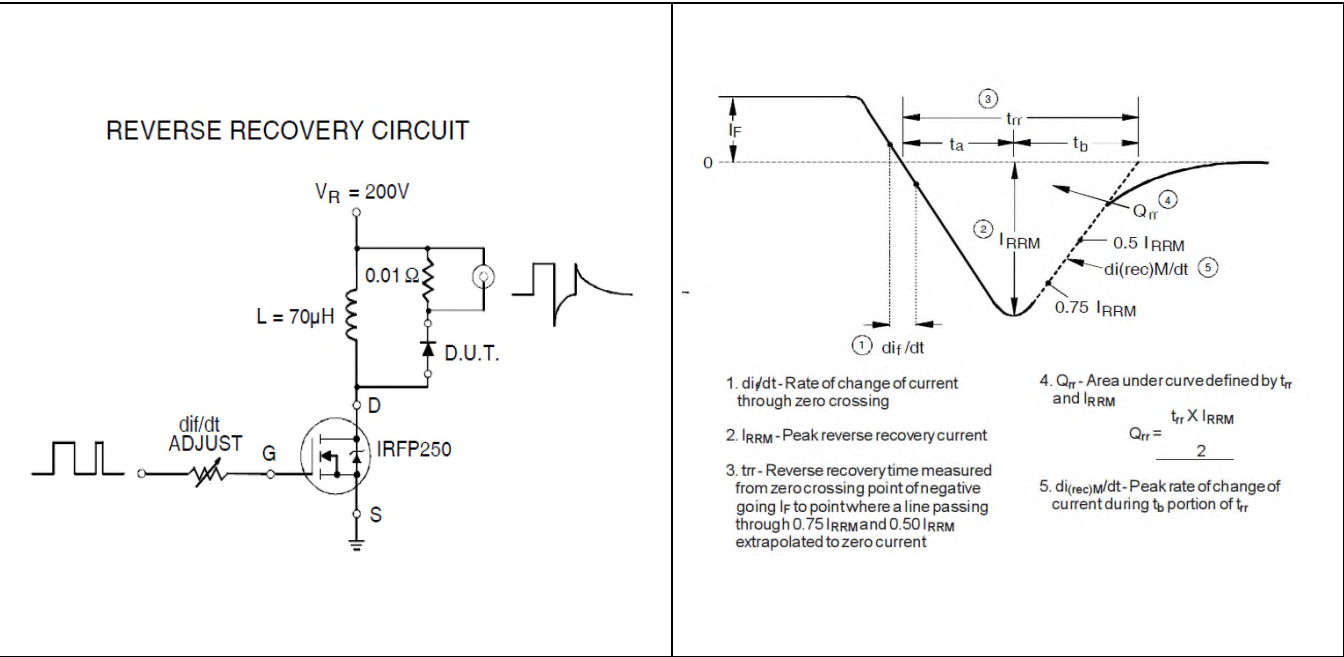 REVERSE RECOVERY CIRCUIT
VR = 200V
0.01 Ω
L = 70µH
D.U.T.
D
dif/dt
ADJUST
G
IRFP250
S
3
trr
IF
ta
tb
0
Qrr 4
2 IRRM
0.5 IRRM
di(rec)M/dt 5
0.75 IRRM
1 dif/dt
1. dif/dt - Rate of change of current
through zero crossing
2. IRRM - Peak reverse recovery current
3. trr - Reverse recovery time measured
from zero crossing point of negative
going IF to point where a line passing
through 0.75 IRRM and 0.50 IRRM
extrapolated to zero current
4. Qrr - Area under curve defined by trr
and IRRM
trr X IRRM
Qrr =
2
5. di(rec)M/dt - Peak rate of change of
current during tb portion of trr